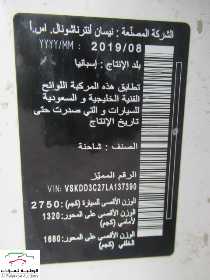 الشركة المصنعة: نيسان أنترناشونال. اس. أ
YYYY/MM : 2019/08
بلد الإنتاج: إسبانيا
تطابق هذه المركبة اللوائح
الفنية الخليجية و السعودية
للسيارات و التي صدرت حتى
تاريخ الإنتاج
الصنف: شاحنة
الرقم المميز
VIN: VSKDD3C27LA137390
الوزن الأقصى للسيارة (كجم): 2750
الوزن الأقصى على المحور: 1320
الأمامي (كجم)
الوزن الأقصى على المحور: 1680
الخلفي (كجم)